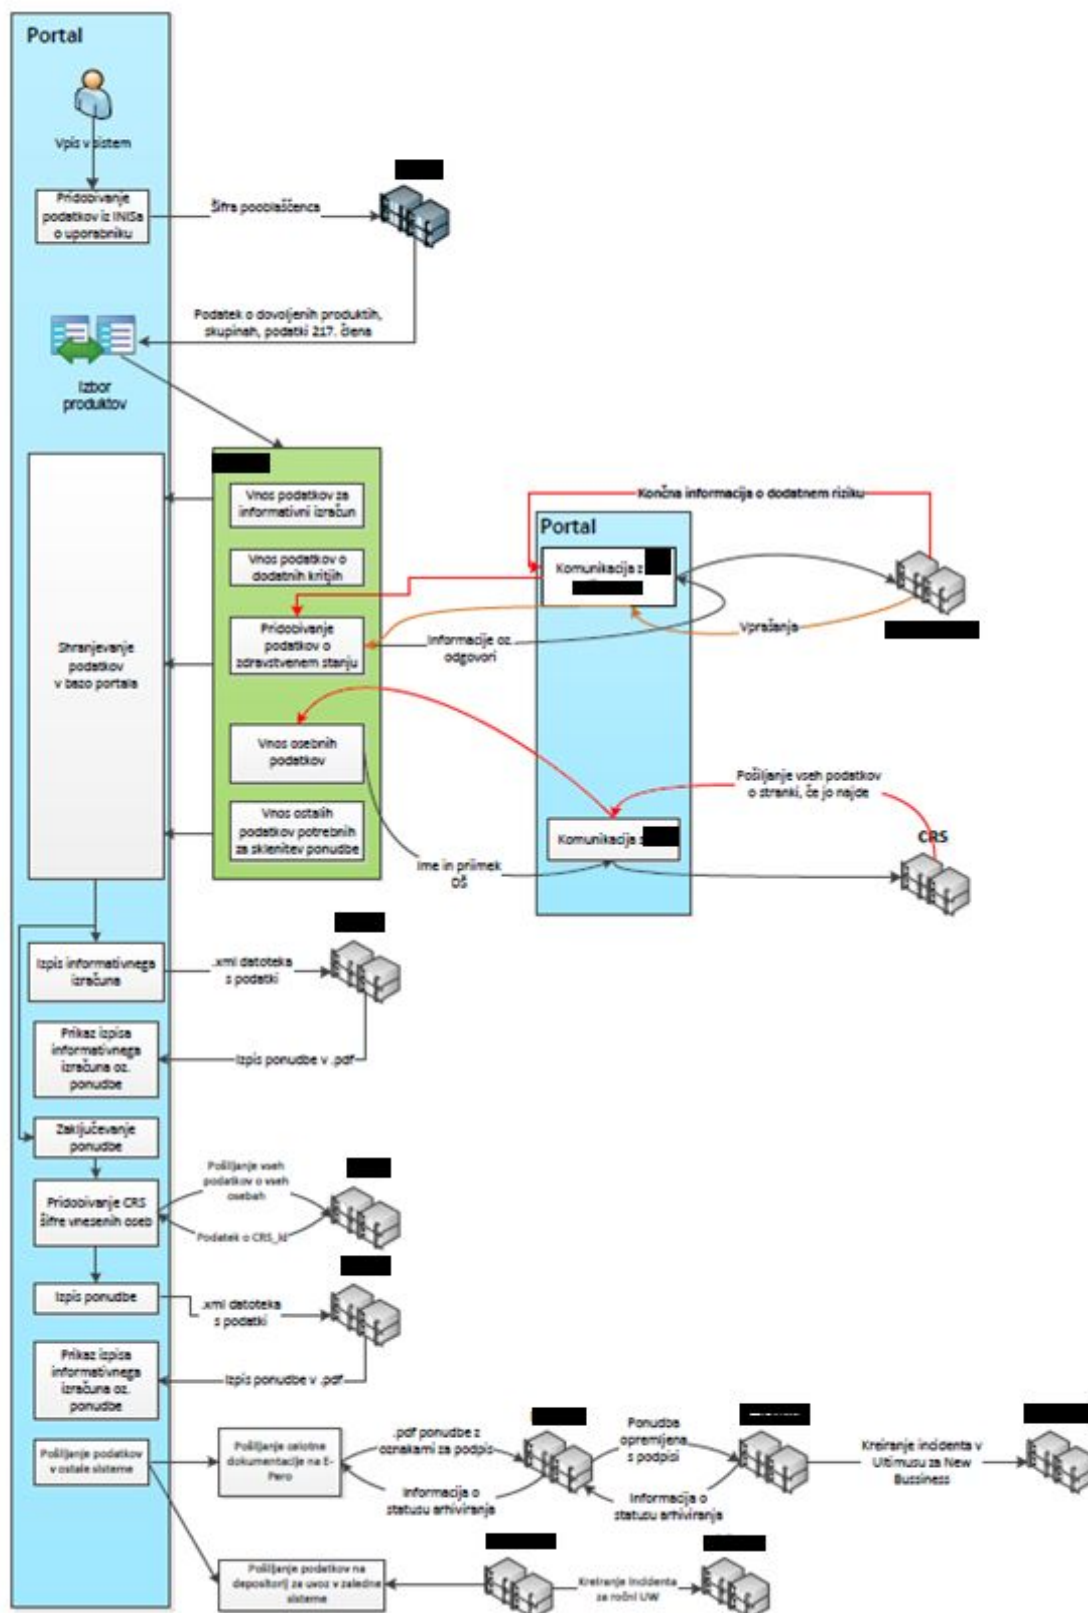 Portal
Vpis v sistem
Pridobivanje
podatkov iz INISa
o uporabniku
Šifra pooblaščenca
Podatek o dovoljenih produktih,
skupinah, podatki 217. člena
Izbor
produktov
Vnos podatkov za
informativni izračun
Vnos podatkov o
dodatnih kritjih
Pridobivanje
podatkov o
zdravstvenem stanju
Vnos osebnih
podatkov
Vnos ostalih
podatkov potrebnih
za sklenitev ponudbe
Shranjevanje
podatkov
v bazo portala
Končna informacija o dodatnem riziku
Portal
Komunikacija z
Informacije oz.
odgovori
Vprašanja
Pošiljanje vseh podatkov
o stranki, če jo najde
CRS
Komunikacija s
Ime in priimek
OŠ
Izpis informativnega
izračuna
.xml datoteka
s podatki
Prikaz izpisa
informativnega
izračuna oz.
ponudbe
Izpis ponudbe v .pdf
Zaključevanje
ponudbe
Pridobivanje CRS
šifre vnesenih oseb
Pošiljanje vseh
podatkov o vseh
osebah
Podatek o CRS_Id
Izpis ponudbe
.xml datoteka
s podatki
Prikaz izpisa
informativnega
izračuna oz.
ponudbe
Izpis ponudbe v .pdf
Pošiljanje podatkov
v ostale sisteme
Pošiljanje celotne
dokumentacije na E-
Pero
.pdf ponudbe z
oznakami za podpis
Informacija o
statusu arhiviranja
Ponudba
opremljena
s podpisi
Informacija o
statusu arhiviranja
Kreiranje incidenta v
Ultimusu za New
Bussiness
Pošiljanje podatkov na
depositorij za uvoz v zaledne
sisteme
Kreiranje incidenta
za ročni UW